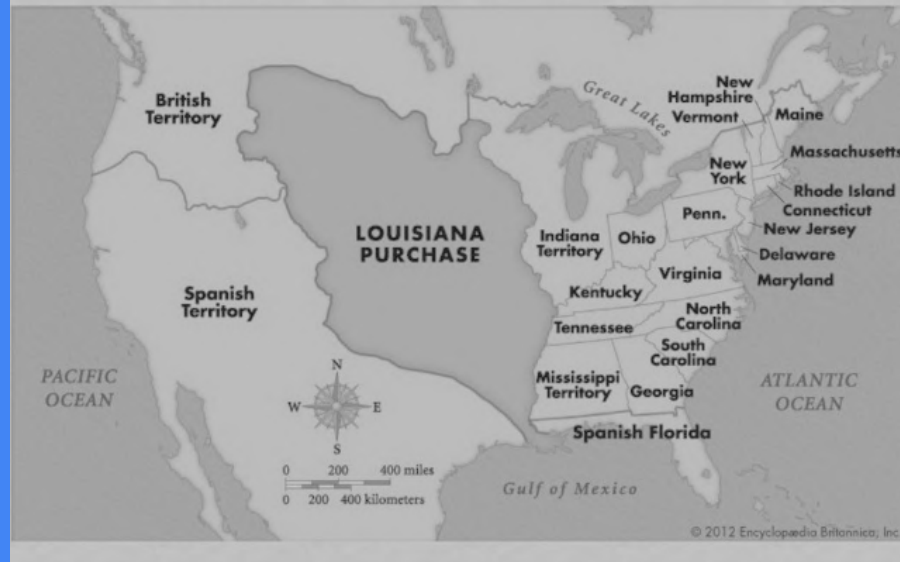 British
Territory
Great Lakes
New
Hampshire
Vermont
Maine
Massachusetts
New
York
Rhode Island
Connecticut
New Jersey
Penn.
Delaware
Maryland
LOUISIANA
PURCHASE
Indiana
Territory
Ohio
Virginia
Kentucky
Spanish
Territory
North
Carolina
Tennessee
South
Carolina
Mississippi
Territory
Georgia
PACIFIC
OCEAN
ATLANTIC
OCEAN
N
W
E
S
Spanish Florida
0 200 400 miles
0 200 400 kilometers
Gulf of Mexico
© 2012 Encyclopædia Britannica, Inc